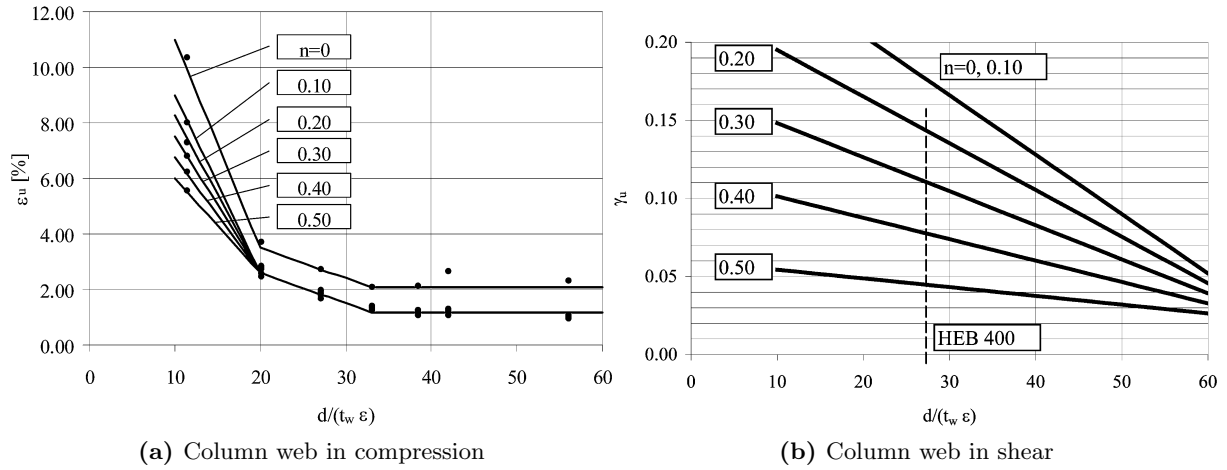 12.00
10.00
8.00
6.00
4.00
2.00
0.00
εu [%]
n=0
0.10
0.20
0.30
0.40
0.50
0 10 20 30 40 50 60
d/(tw ε)
(a) Column web in compression
0.20
0.15
0.10
0.05
0.00
γu
n=0, 0.10
0.20
0.30
0.40
0.50
HEB 400
0 10 20 30 40 50 60
d/(tw ε)
(b) Column web in shear